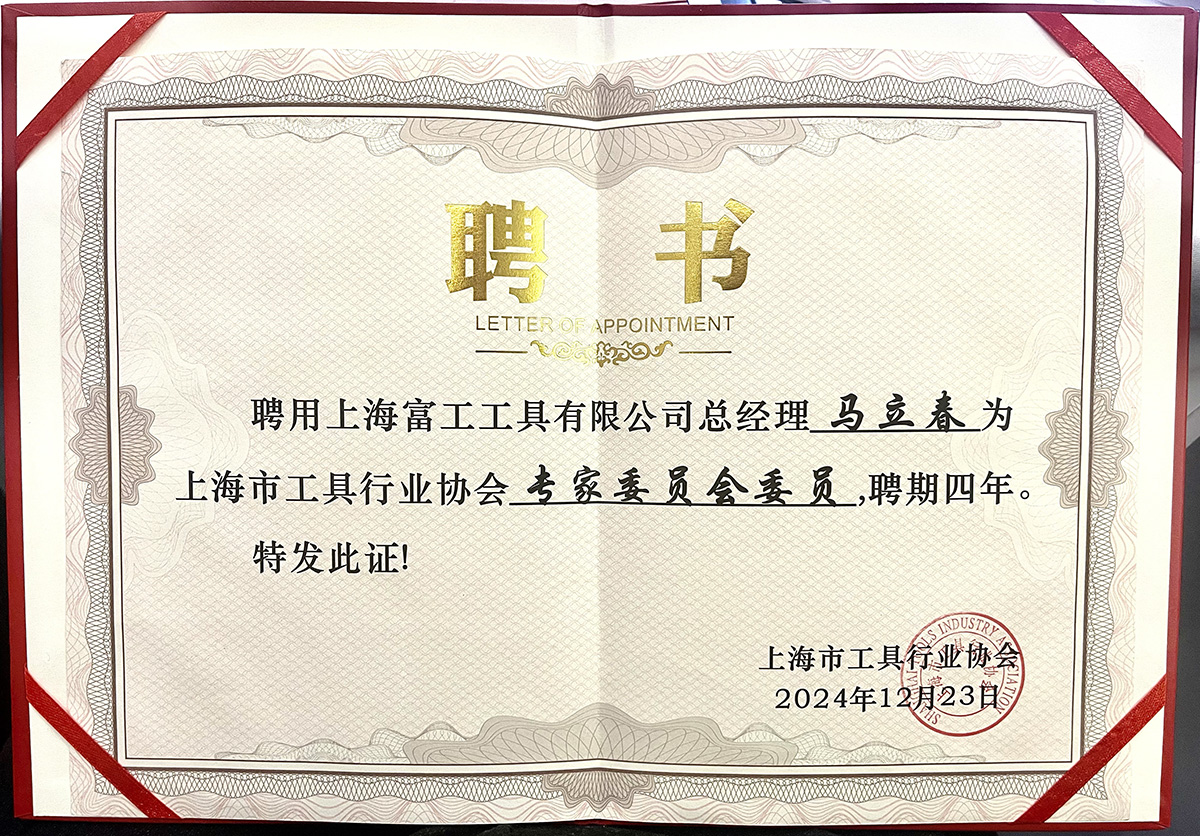 聘 书
LETTER OF APPOINTMENT
聘用上海富工工具有限公司总经理 马立春 为
上海市工具行业协会 专家委员会委员 ,聘期四年。
特发此证!
上海市工具行业协会
2024年12月23日
TOOLS INDUSTRY ASSOCIATION